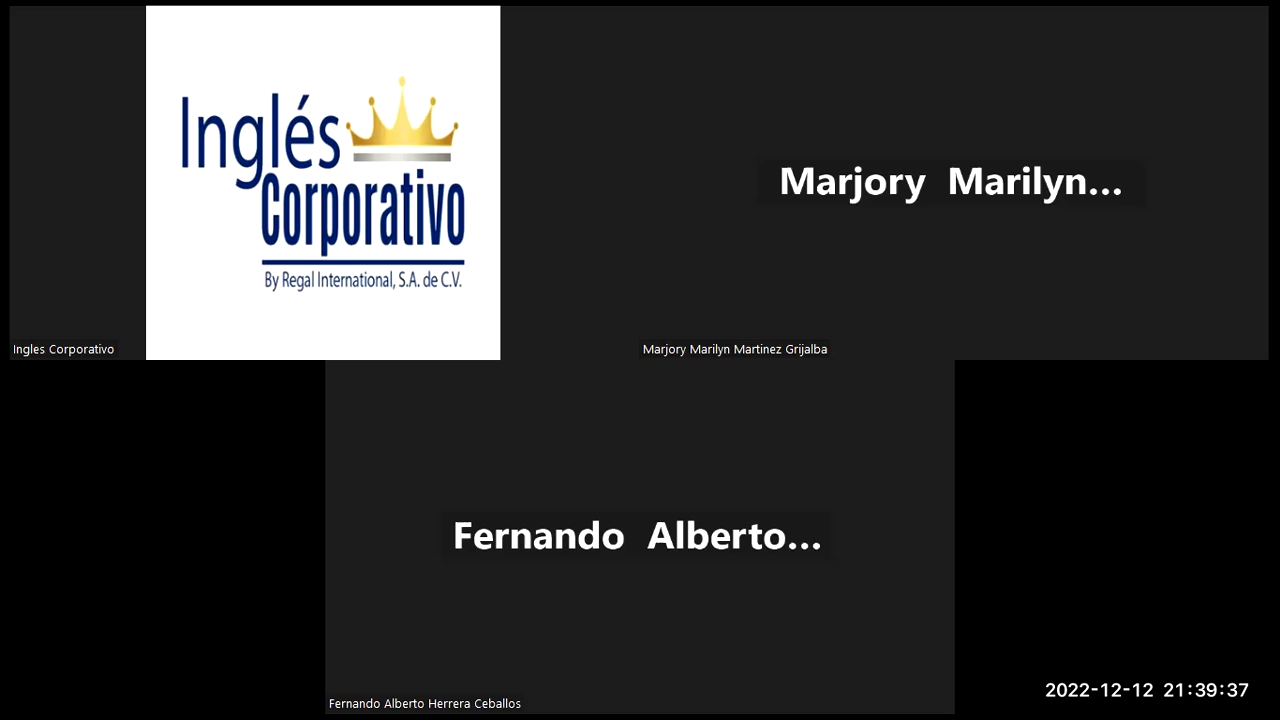 Inglés
Corporativo
By Regal International, S.A. de C.V.
Marjory Marilyn...
Ingles Corporativo
Marjory Marilyn Martinez Grijalba
Fernando Alberto...
Fernando Alberto Herrera Ceballos
2022-12-12 21:39:37